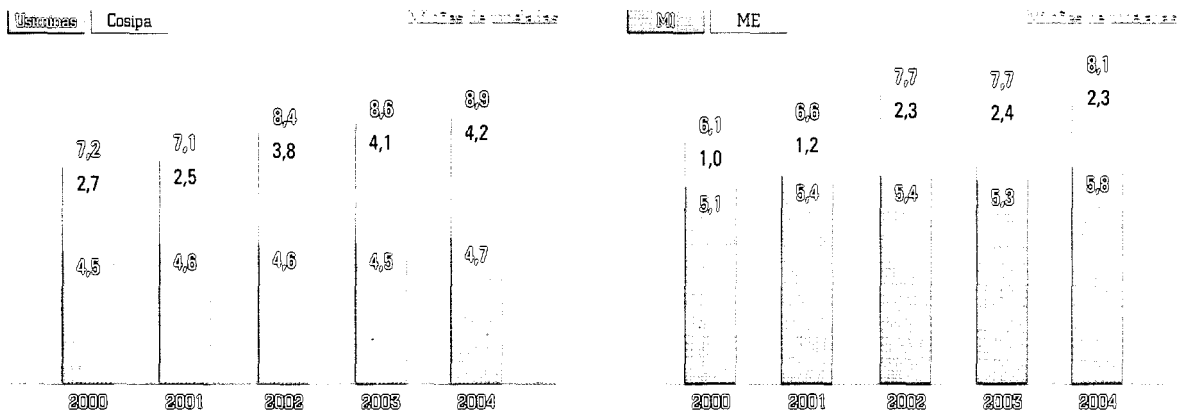 Usiminas Cosipa
7,2 7,1 8,4 8,6 8,9
2,7 2,5 3,8 4,1 4,2
4,5 4,6 4,6 4,5 4,7
2000 2001 2002 2003 2004
MI ME
6,1 6,6 7,7 7,7 8,1
1,0 1,2 2,3 2,4 2,3
5,1 5,4 5,4 5,3 5,8
2000 2001 2002 2003 2004